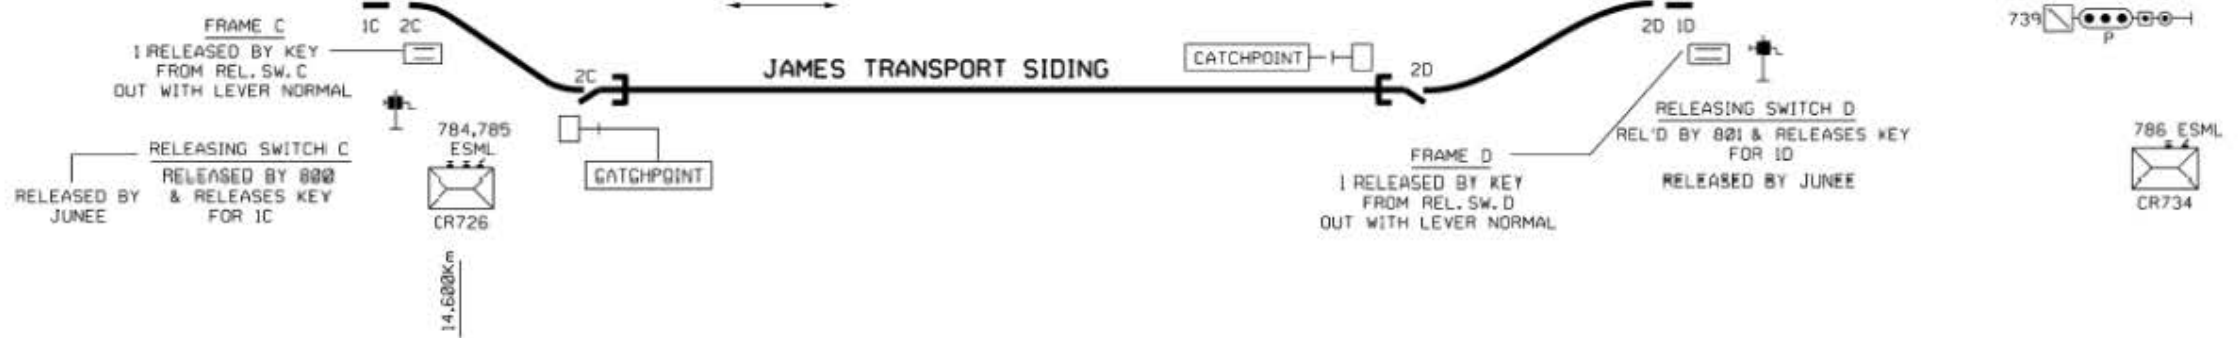 FRAME C
1 RELEASED BY KEY
FROM REL.SW.C
OUT WITH LEVER NORMAL
1C 2C
RELEASING SWITCH C
RELEASED BY 800
& RELEASES KEY
FOR 1C
RELEASED BY
JUNEE
784,785
ESML
CR726
14.600Km
2C
CATCHPOINT
JAMES TRANSPORT SIDING
CATCHPOINT
2D
2D 1D
FRAME D
1 RELEASED BY KEY
FROM REL.SW.D
OUT WITH LEVER NORMAL
RELEASING SWITCH D
REL'D BY 801 & RELEASES KEY
FOR 1D
RELEASED BY JUNEE
739
P
786 ESML
CR734